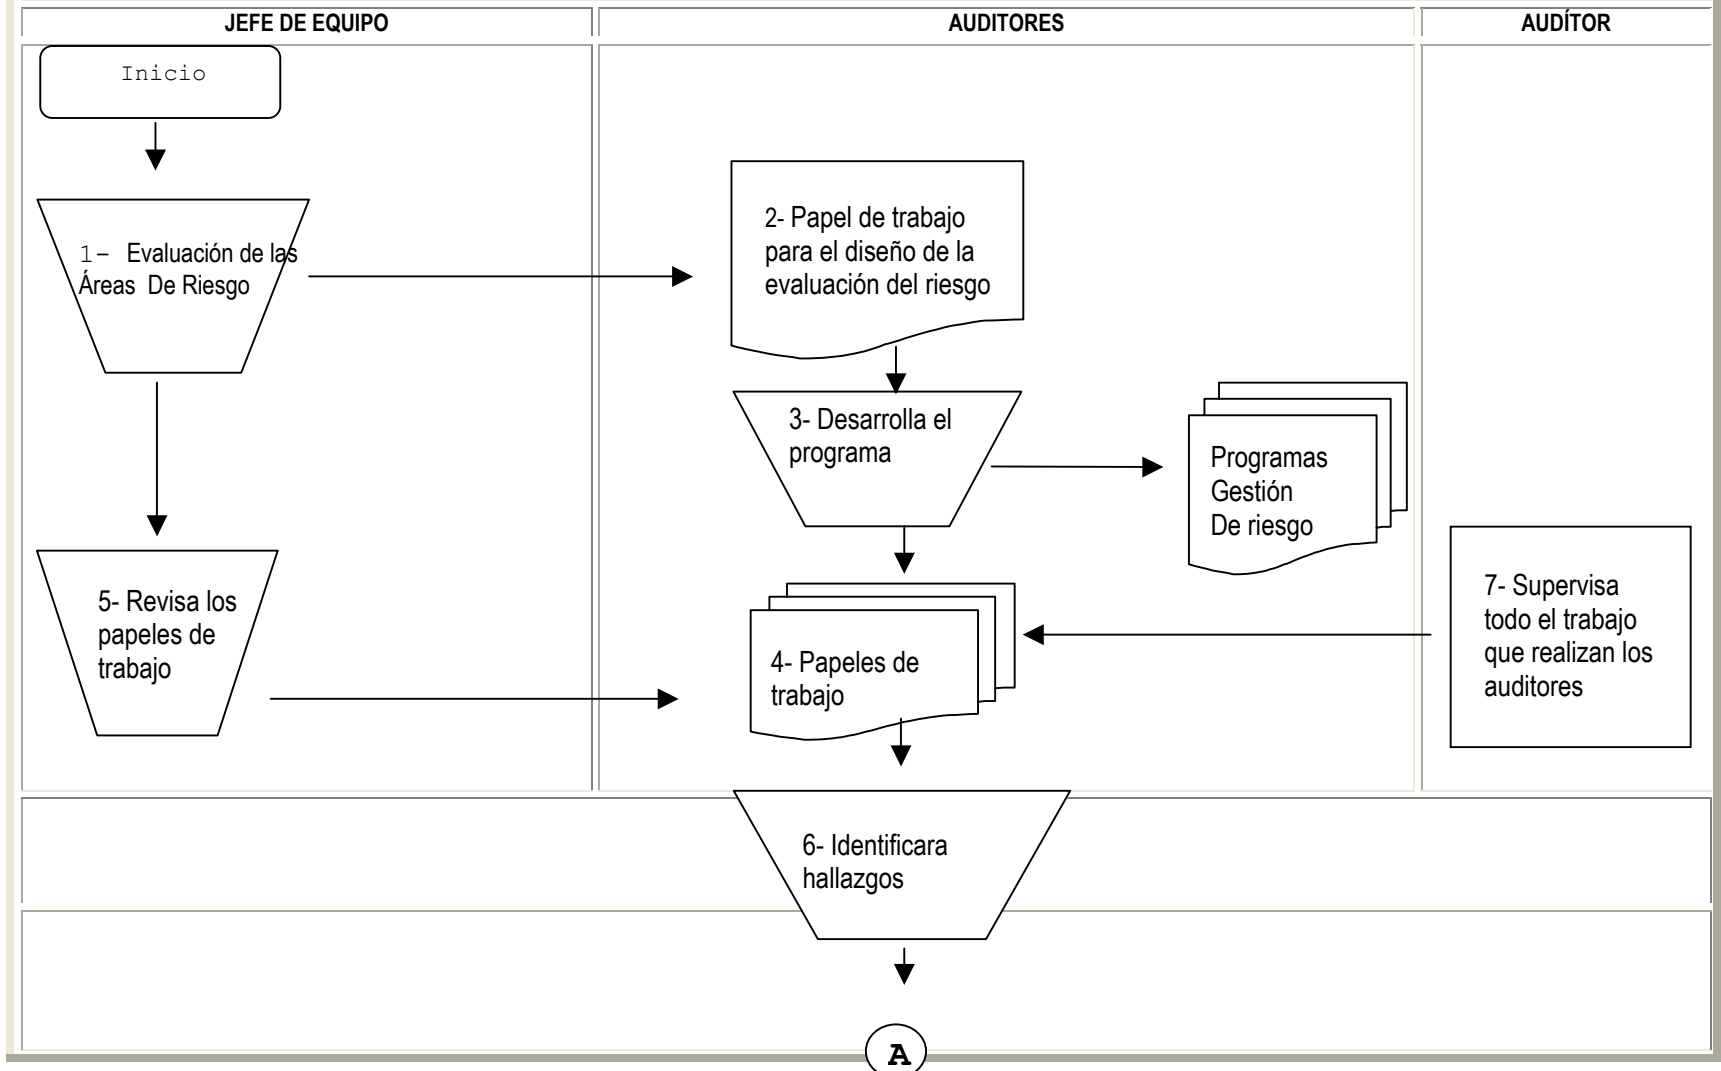 JEFE DE EQUIPO
AUDITORES
AUDÍTOR
Inicio
1– Evaluación de las
Áreas De Riesgo
2- Papel de trabajo
para el diseño de la
evaluación del riesgo
3- Desarrolla el
programa
Programas
Gestión
De riesgo
4- Papeles de
trabajo
5- Revisa los
papeles de
trabajo
7- Supervisa
todo el trabajo
que realizan los
auditores
6- Identificara
hallazgos
A